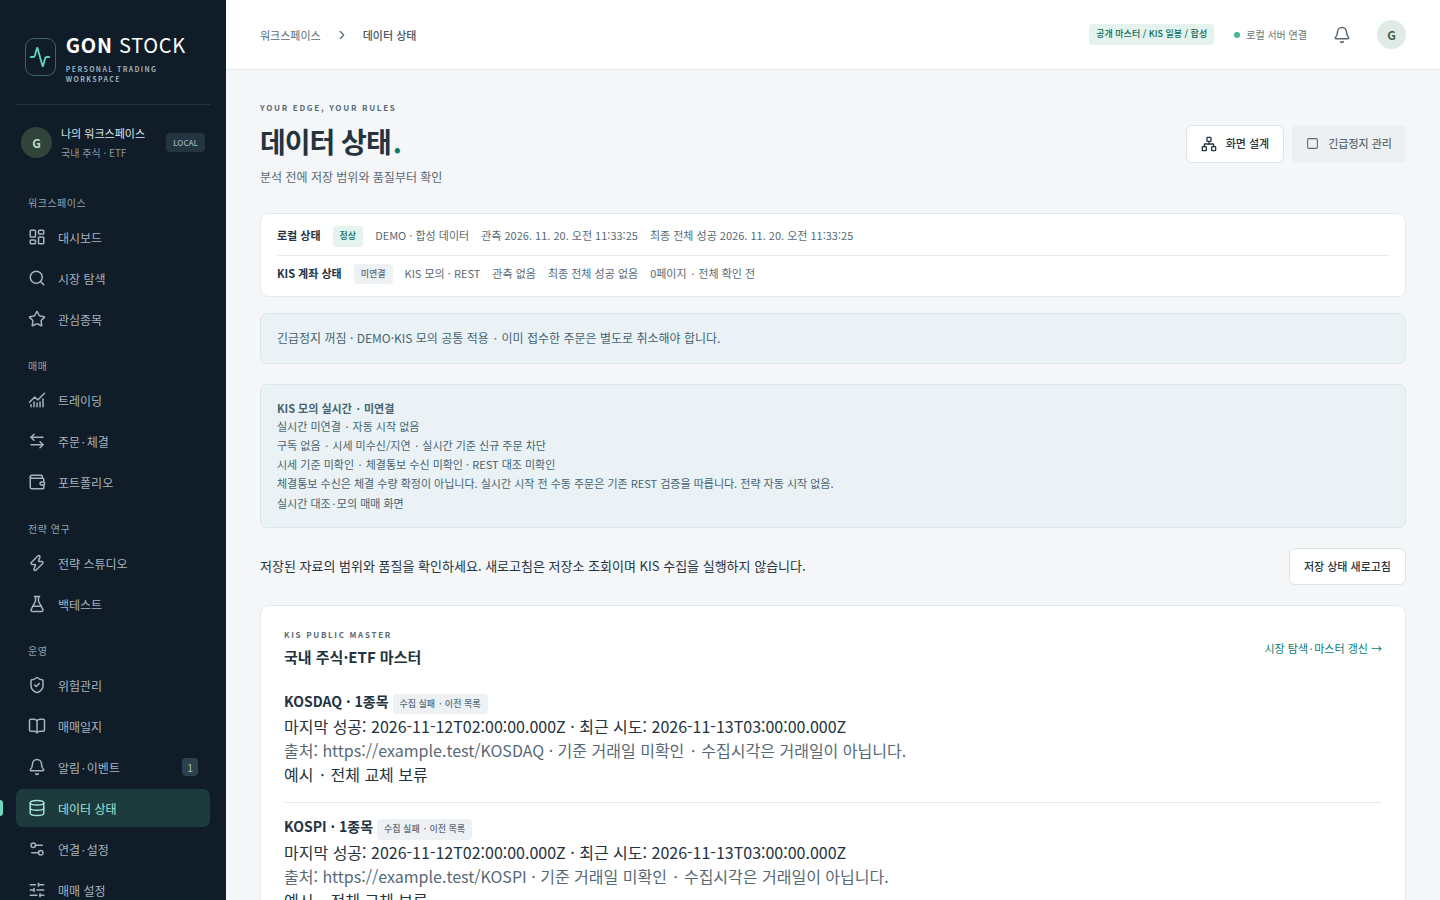 GON STOCK
PERSONAL TRADING
WORKSPACE
G
나의 워크스페이스
국내 주식 · ETF
LOCAL
워크스페이스
대시보드
시장 탐색
관심종목
매매
트레이딩
주문·체결
포트폴리오
전략 연구
전략 스튜디오
백테스트
운영
위험관리
매매일지
알림·이벤트
1
데이터 상태
연결·설정
매매 설정
워크스페이스 > 데이터 상태
공개 마스터 / KIS 일봉 / 합성
로컬 서버 연결
G
YOUR EDGE, YOUR RULES
데이터 상태.
분석 전에 저장 범위와 품질부터 확인
화면 설계
긴급정지 관리
로컬 상태 정상 DEMO · 합성 데이터 관측 2026. 11. 20. 오전 11:33:25 최종 전체 성공 2026. 11. 20. 오전 11:33:25
KIS 계좌 상태 미연결 KIS 모의 · REST 관측 없음 최종 전체 성공 없음 0페이지 · 전체 확인 전
긴급정지 꺼짐 · DEMO·KIS 모의 공통 적용 · 이미 접수한 주문은 별도로 취소해야 합니다.
KIS 모의 실시간 · 미연결
실시간 미연결 · 자동 시작 없음
구독 없음 · 시세 미수신/지연 · 실시간 기준 신규 주문 차단
시세 기준 미확인 · 체결통보 수신 미확인 · REST 대조 미확인
체결통보 수신은 체결 수량 확정이 아닙니다. 실시간 시작 전 수동 주문은 기존 REST 검증을 따릅니다. 전략 자동 시작 없음.
실시간 대조·모의 매매 화면
저장된 자료의 범위와 품질을 확인하세요. 새로고침은 저장소 조회이며 KIS 수집을 실행하지 않습니다.
저장 상태 새로고침
KIS PUBLIC MASTER
국내 주식·ETF 마스터
시장 탐색·마스터 갱신 →
KOSDAQ · 1종목 수집 실패 · 이전 목록
마지막 성공: 2026-11-12T02:00:00.000Z · 최근 시도: 2026-11-13T03:00:00.000Z
출처: https://example.test/KOSDAQ · 기준 거래일 미확인 · 수집시각은 거래일이 아닙니다.
예시 · 전체 교체 보류
KOSPI · 1종목 수집 실패 · 이전 목록
마지막 성공: 2026-11-12T02:00:00.000Z · 최근 시도: 2026-11-13T03:00:00.000Z
출처: https://example.test/KOSPI · 기준 거래일 미확인 · 수집시각은 거래일이 아닙니다.
예시 · 전체 교체 보류